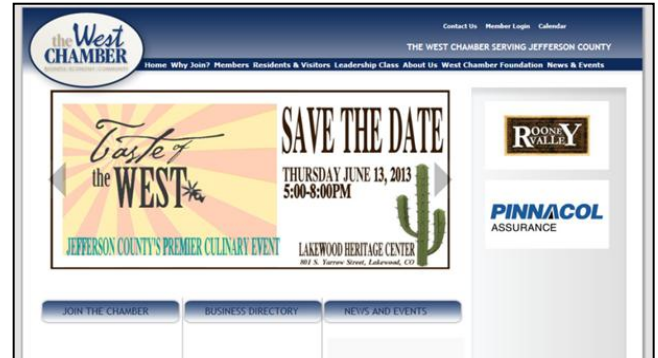 Contact Us Member Login Calendar
the West
CHAMBER
THE WEST CHAMBER SERVING JEFFERSON COUNTY
Home Why Join? Members Residents & Visitors Leadership Class About Us West Chamber Foundation News & Events
Taste of
the WEST
JEFFERSON COUNTY'S PREMIER CULINARY EVENT
SAVE THE DATE
THURSDAY JUNE 13, 2013
5:00-8:00PM
LAKEWOOD HERITAGE CENTER
801 S. Yarrow Street, Lakewood, CO
ROONEY
VALLEY
PINNACOL
ASSURANCE
JOIN THE CHAMBER
BUSINESS DIRECTORY
NEWS AND EVENTS